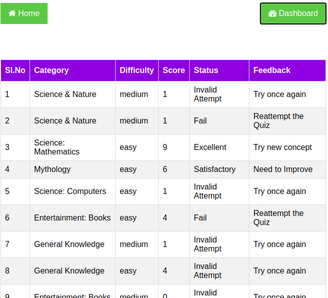 Home
Dashboard
Sl.No Category Difficulty Score Status Feedback
1 Science & Nature medium 1 Invalid Attempt Try once again
2 Science & Nature medium 1 Fail Reattempt the Quiz
3 Science: Mathematics easy 9 Excellent Try new concept
4 Mythology easy 6 Satisfactory Need to Improve
5 Science: Computers easy 1 Invalid Attempt Try once again
6 Entertainment: Books easy 4 Fail Reattempt the Quiz
7 General Knowledge medium 1 Invalid Attempt Try once again
8 General Knowledge easy 4 Invalid Attempt Try once again
9 Entertainment: Books medium 0 Invalid Try once again